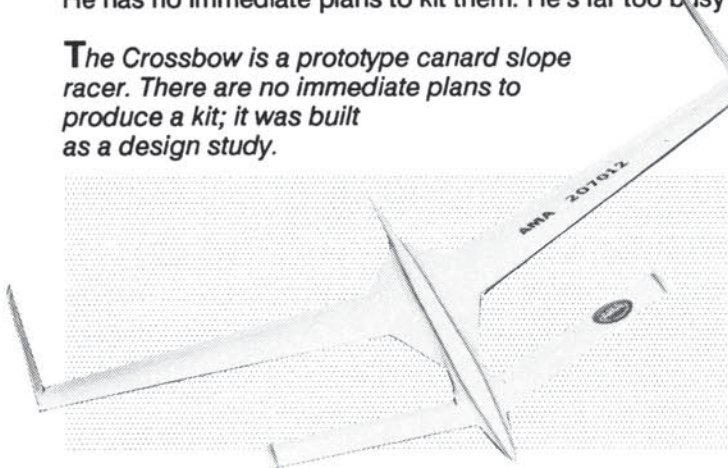 He has no immediate plans to kit them. He's far too busy
The Crossbow is a prototype canard slope
racer. There are no immediate plans to
produce a kit; it was built
as a design study.
AMA 207012